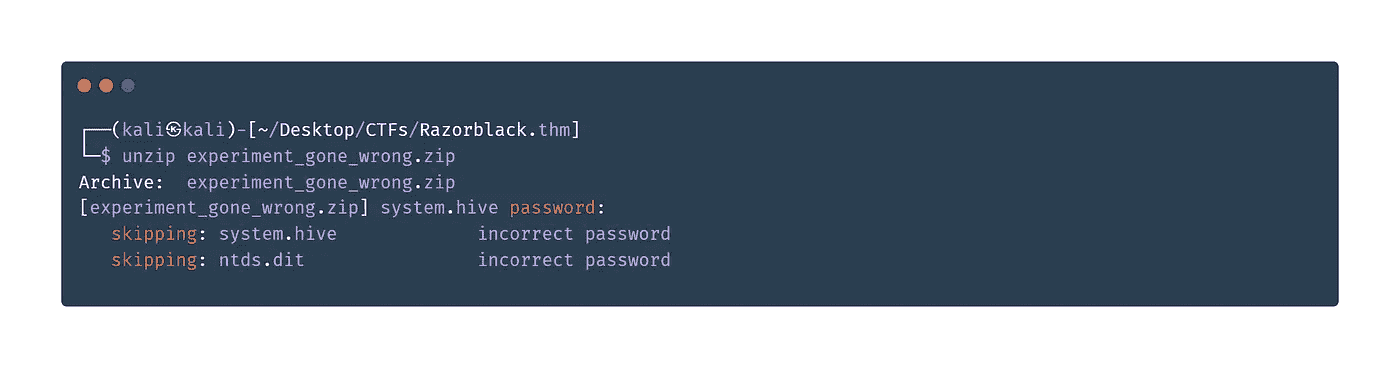 ┌──(kali㉿kali)-[~/Desktop/CTFs/Razorblack.thm]
└─$ unzip experiment_gone_wrong.zip
Archive:  experiment_gone_wrong.zip
[experiment_gone_wrong.zip] system.hive password:
   skipping: system.hive             incorrect password
   skipping: ntds.dit                incorrect password